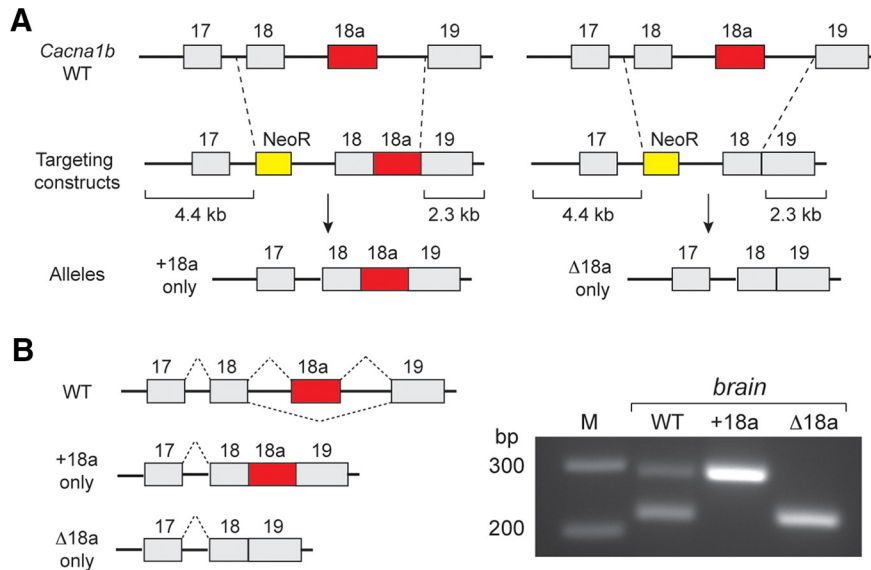 A
17 18 18a 19
17 18 18a 19
Cacna1b
WT
17 NeoR 18 18a 19
17 NeoR 18 19
Targeting
constructs
4.4 kb 2.3 kb
4.4 kb 2.3 kb
Alleles
+18a
only
17 18 18a 19
Δ18a
only
17 18 19
B
WT
17 18 18a 19
+18a
only
17 18 18a 19
Δ18a
only
17 18 19
brain
M WT +18a Δ18a
bp
300
200